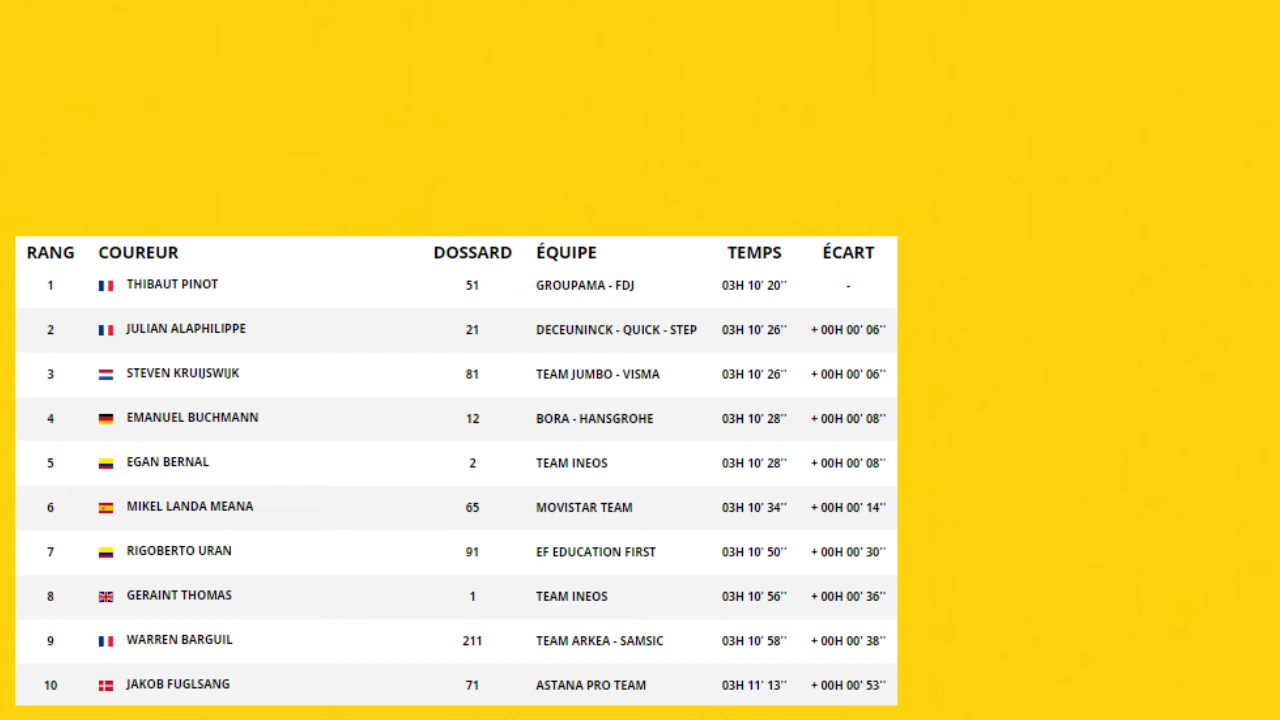 RANG COUREUR DOSSARD ÉQUIPE TEMPS ÉCART
1 THIBAUT PINOT 51 GROUPAMA - FDJ 03H 10' 20'' -
2 JULIAN ALAPHILIPPE 21 DECEUNINCK - QUICK - STEP 03H 10' 26'' + 00H 00' 06''
3 STEVEN KRUIJSWIJK 81 TEAM JUMBO - VISMA 03H 10' 26'' + 00H 00' 06''
4 EMANUEL BUCHMANN 12 BORA - HANSGROHE 03H 10' 28'' + 00H 00' 08''
5 EGAN BERNAL 2 TEAM INEOS 03H 10' 28'' + 00H 00' 08''
6 MIKEL LANDA MEANA 65 MOVISTAR TEAM 03H 10' 34'' + 00H 00' 14''
7 RIGOBERTO URAN 91 EF EDUCATION FIRST 03H 10' 50'' + 00H 00' 30''
8 GERAINT THOMAS 1 TEAM INEOS 03H 10' 56'' + 00H 00' 36''
9 WARREN BARGUIL 211 TEAM ARKEA - SAMSIC 03H 10' 58'' + 00H 00' 38''
10 JAKOB FUGLSANG 71 ASTANA PRO TEAM 03H 11' 13'' + 00H 00' 53''